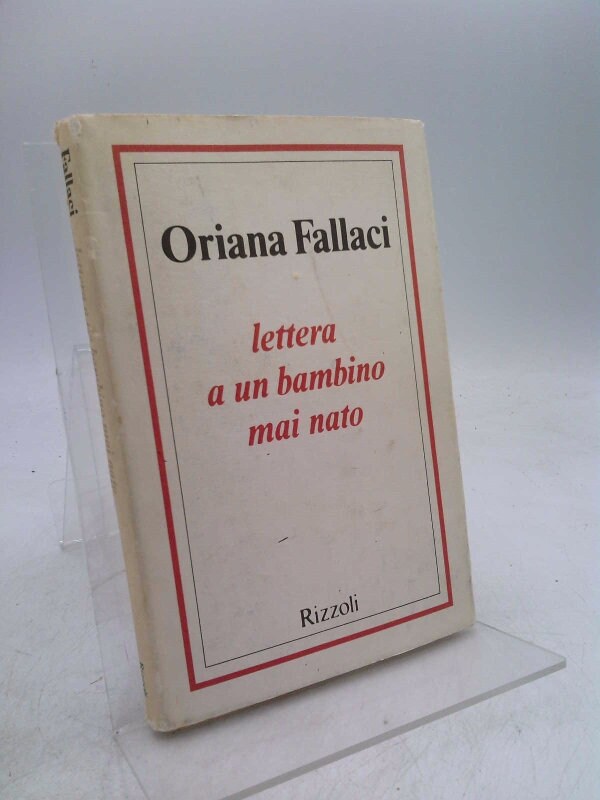 Oriana Fallaci
lettera
a un bambino
mai nato
Rizzoli
Fallaci